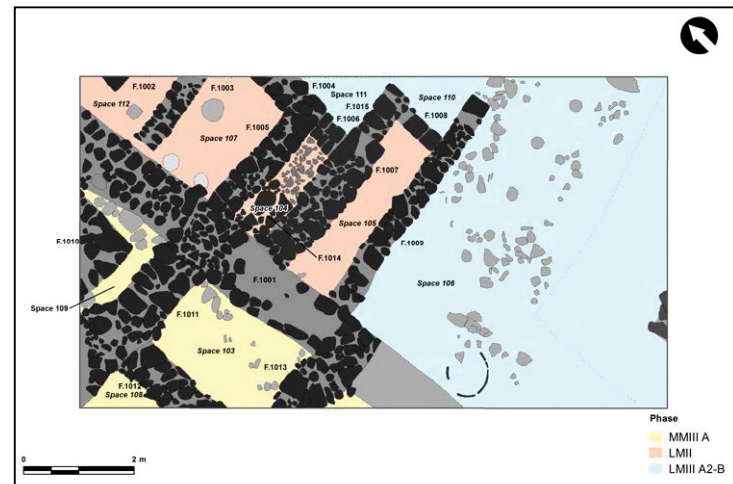 F.1002
F.1003
F.1004
Space 111
Space 110
Space 112
F.1015
F.1005
F.1006
F.1008
Space 107
F.1007
Space 104
Space 105
F.1010
F.1009
F.1014
F.1001
Space 106
Space 109
F.1011
Space 103
F.1013
F.1012
Space 108
Phase
MMIII A
LMII
LMIII A2-B
0 2 m